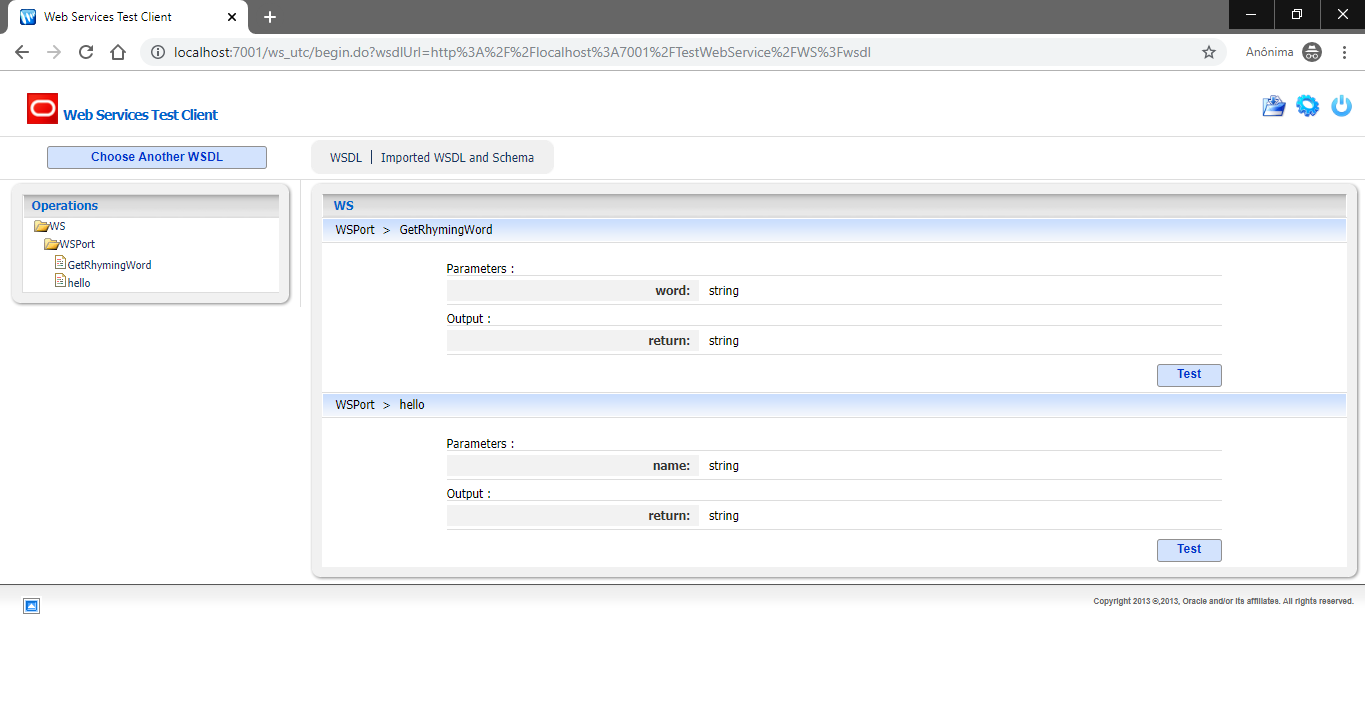 Web Services Test Client
localhost:7001/ws_utc/begin.do?wsdlUrl=http%3A%2F%2Flocalhost%3A7001%2FTestWebService%2FWS%3Fwsdl
Anônima
Web Services Test Client
Choose Another WSDL
WSDL | Imported WSDL and Schema
Operations
WS
WSPort
GetRhymingWord
hello
WS
WSPort > GetRhymingWord
Parameters :
word: string
Output :
return: string
Test
WSPort > hello
Parameters :
name: string
Output :
return: string
Test
Copyright 2013 ©,2013, Oracle and/or its affiliates. All rights reserved.